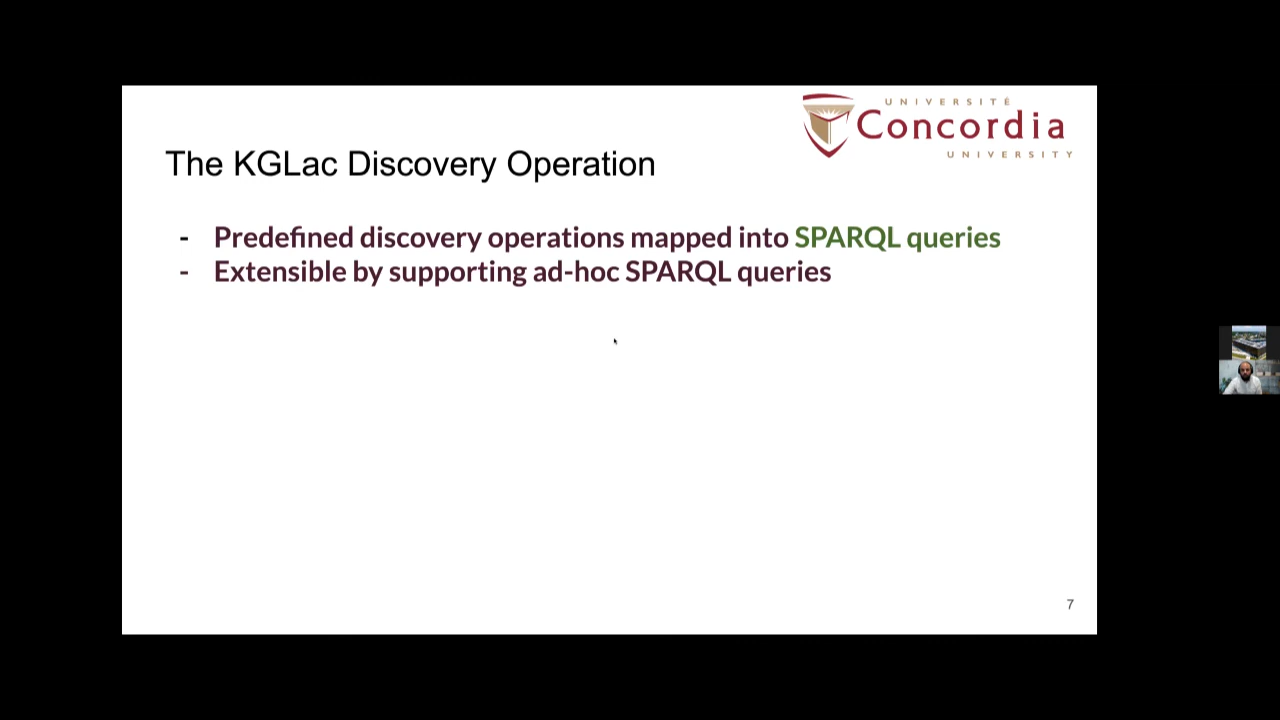 UNIVERSITÉ
Concordia
UNIVERSITY
The KGLac Discovery Operation
- Predefined discovery operations mapped into SPARQL queries
- Extensible by supporting ad-hoc SPARQL queries
7